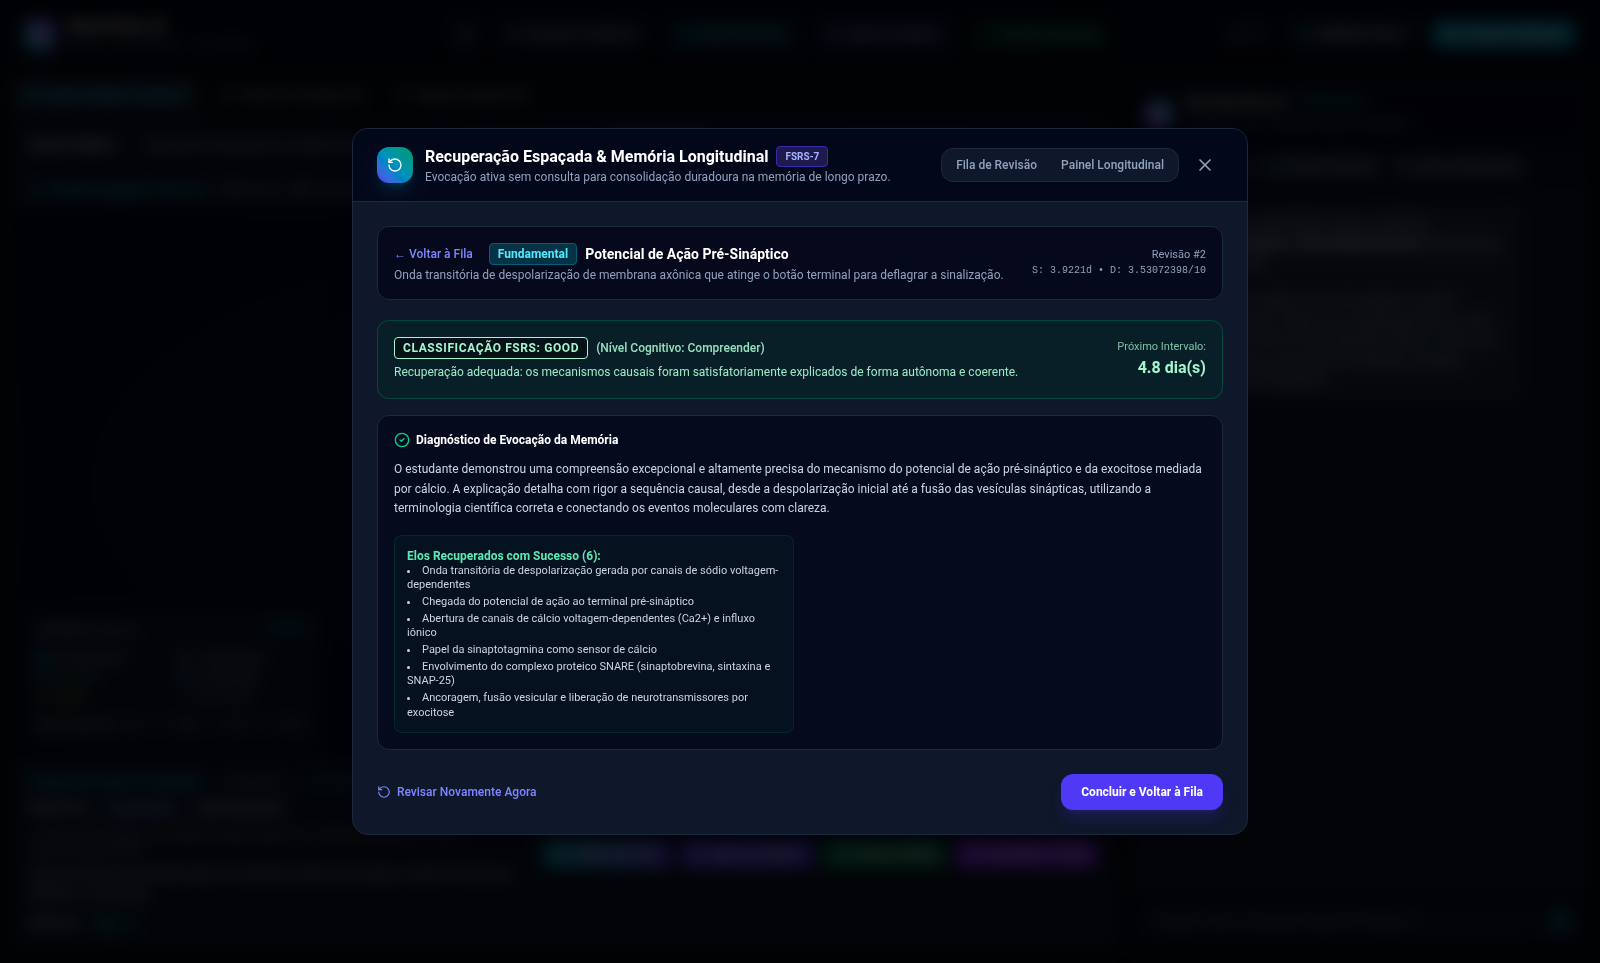 Recuperação Espaçada & Memória Longitudinal FSRS-7
Evocação ativa sem consulta para consolidação duradoura na memória de longo prazo.
Fila de Revisão Painel Longitudinal
← Voltar à Fila Fundamental Potencial de Ação Pré-Sináptico
Onda transitória de despolarização de membrana axônica que atinge o botão terminal para deflagrar a sinalização.
Revisão #2
S: 3.9221d • D: 3.53072398/10
CLASSIFICAÇÃO FSRS: GOOD (Nível Cognitivo: Compreender)
Recuperação adequada: os mecanismos causais foram satisfatoriamente explicados de forma autônoma e coerente.
Próximo Intervalo:
4.8 dia(s)
Diagnóstico de Evocação da Memória
O estudante demonstrou uma compreensão excepcional e altamente precisa do mecanismo do potencial de ação pré-sináptico e da exocitose mediada
por cálcio. A explicação detalha com rigor a sequência causal, desde a despolarização inicial até a fusão das vesículas sinápticas, utilizando a
terminologia científica correta e conectando os eventos moleculares com clareza.
Elos Recuperados com Sucesso (6):
• Onda transitória de despolarização gerada por canais de sódio voltagem-
dependentes
• Chegada do potencial de ação ao terminal pré-sináptico
• Abertura de canais de cálcio voltagem-dependentes (Ca2+) e influxo
iônico
• Papel da sinaptotagmina como sensor de cálcio
• Envolvimento do complexo proteico SNARE (sinaptobrevina, sintaxina e
SNAP-25)
• Ancoragem, fusão vesicular e liberação de neurotransmissores por
exocitose
Revisar Novamente Agora
Concluir e Voltar à Fila